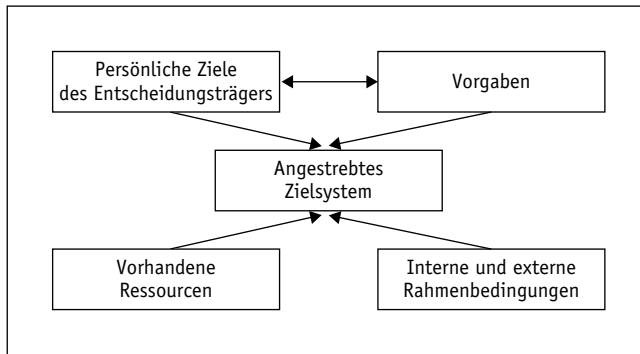 Persönliche Ziele
des Entscheidungsträgers
Vorgaben
Angestrebtes
Zielsystem
Vorhandene
Ressourcen
Interne und externe
Rahmenbedingungen